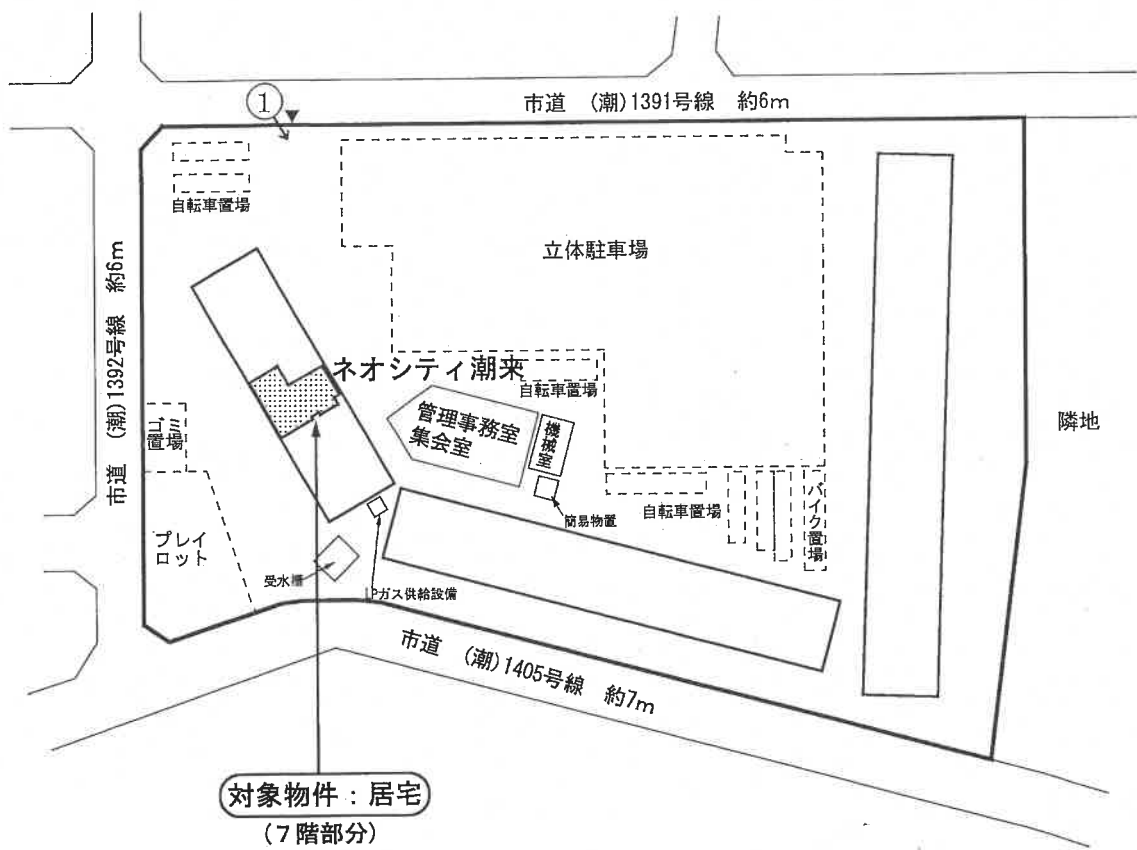 市道 (潮)1391号線 約6m
①
自転車置場
立体駐車場
市道 (潮)1392号線 約6m
ネオシティ潮来
自転車置場
管理事務室
集会室
機械室
隣地
ゴミ
置場
簡易物置
自転車置場
バイク置場
プレイ
ロット
受水槽
LPガス供給設備
市道 (潮)1405号線 約7m
対象物件：居宅
(7階部分)